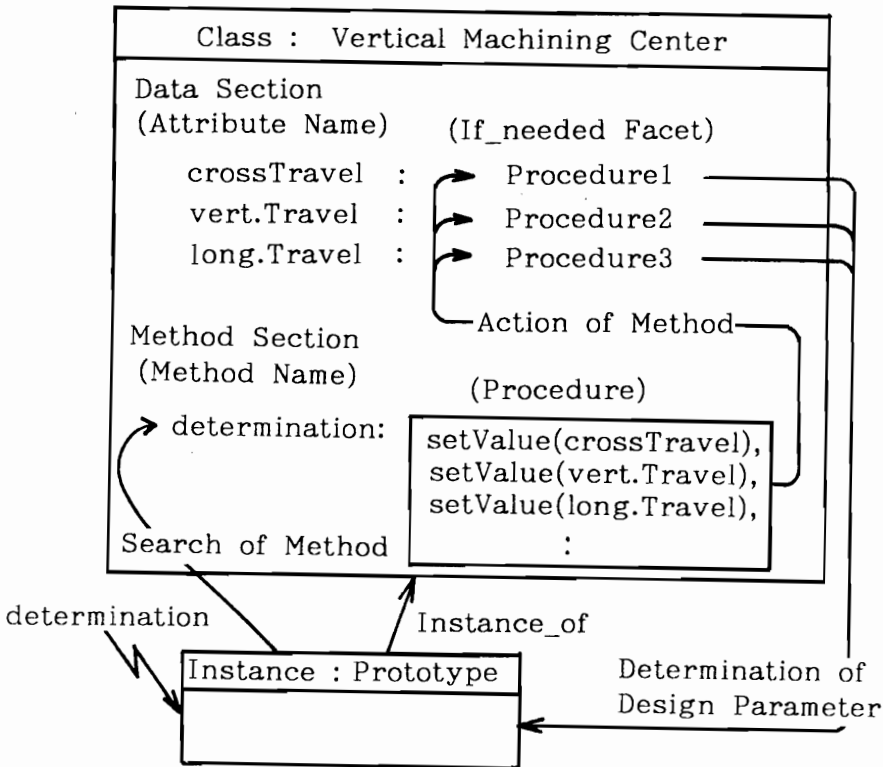 Class : Vertical Machining Center
Data Section
(Attribute Name) (If_needed Facet)
crossTravel : Procedure1
vert.Travel : Procedure2
long.Travel : Procedure3
Action of Method
Method Section
(Method Name)
(Procedure)
determination:
setValue(crossTravel),
setValue(vert.Travel),
setValue(long.Travel),
:
Search of Method
determination
Instance_of
Instance : Prototype
Determination of
Design Parameter